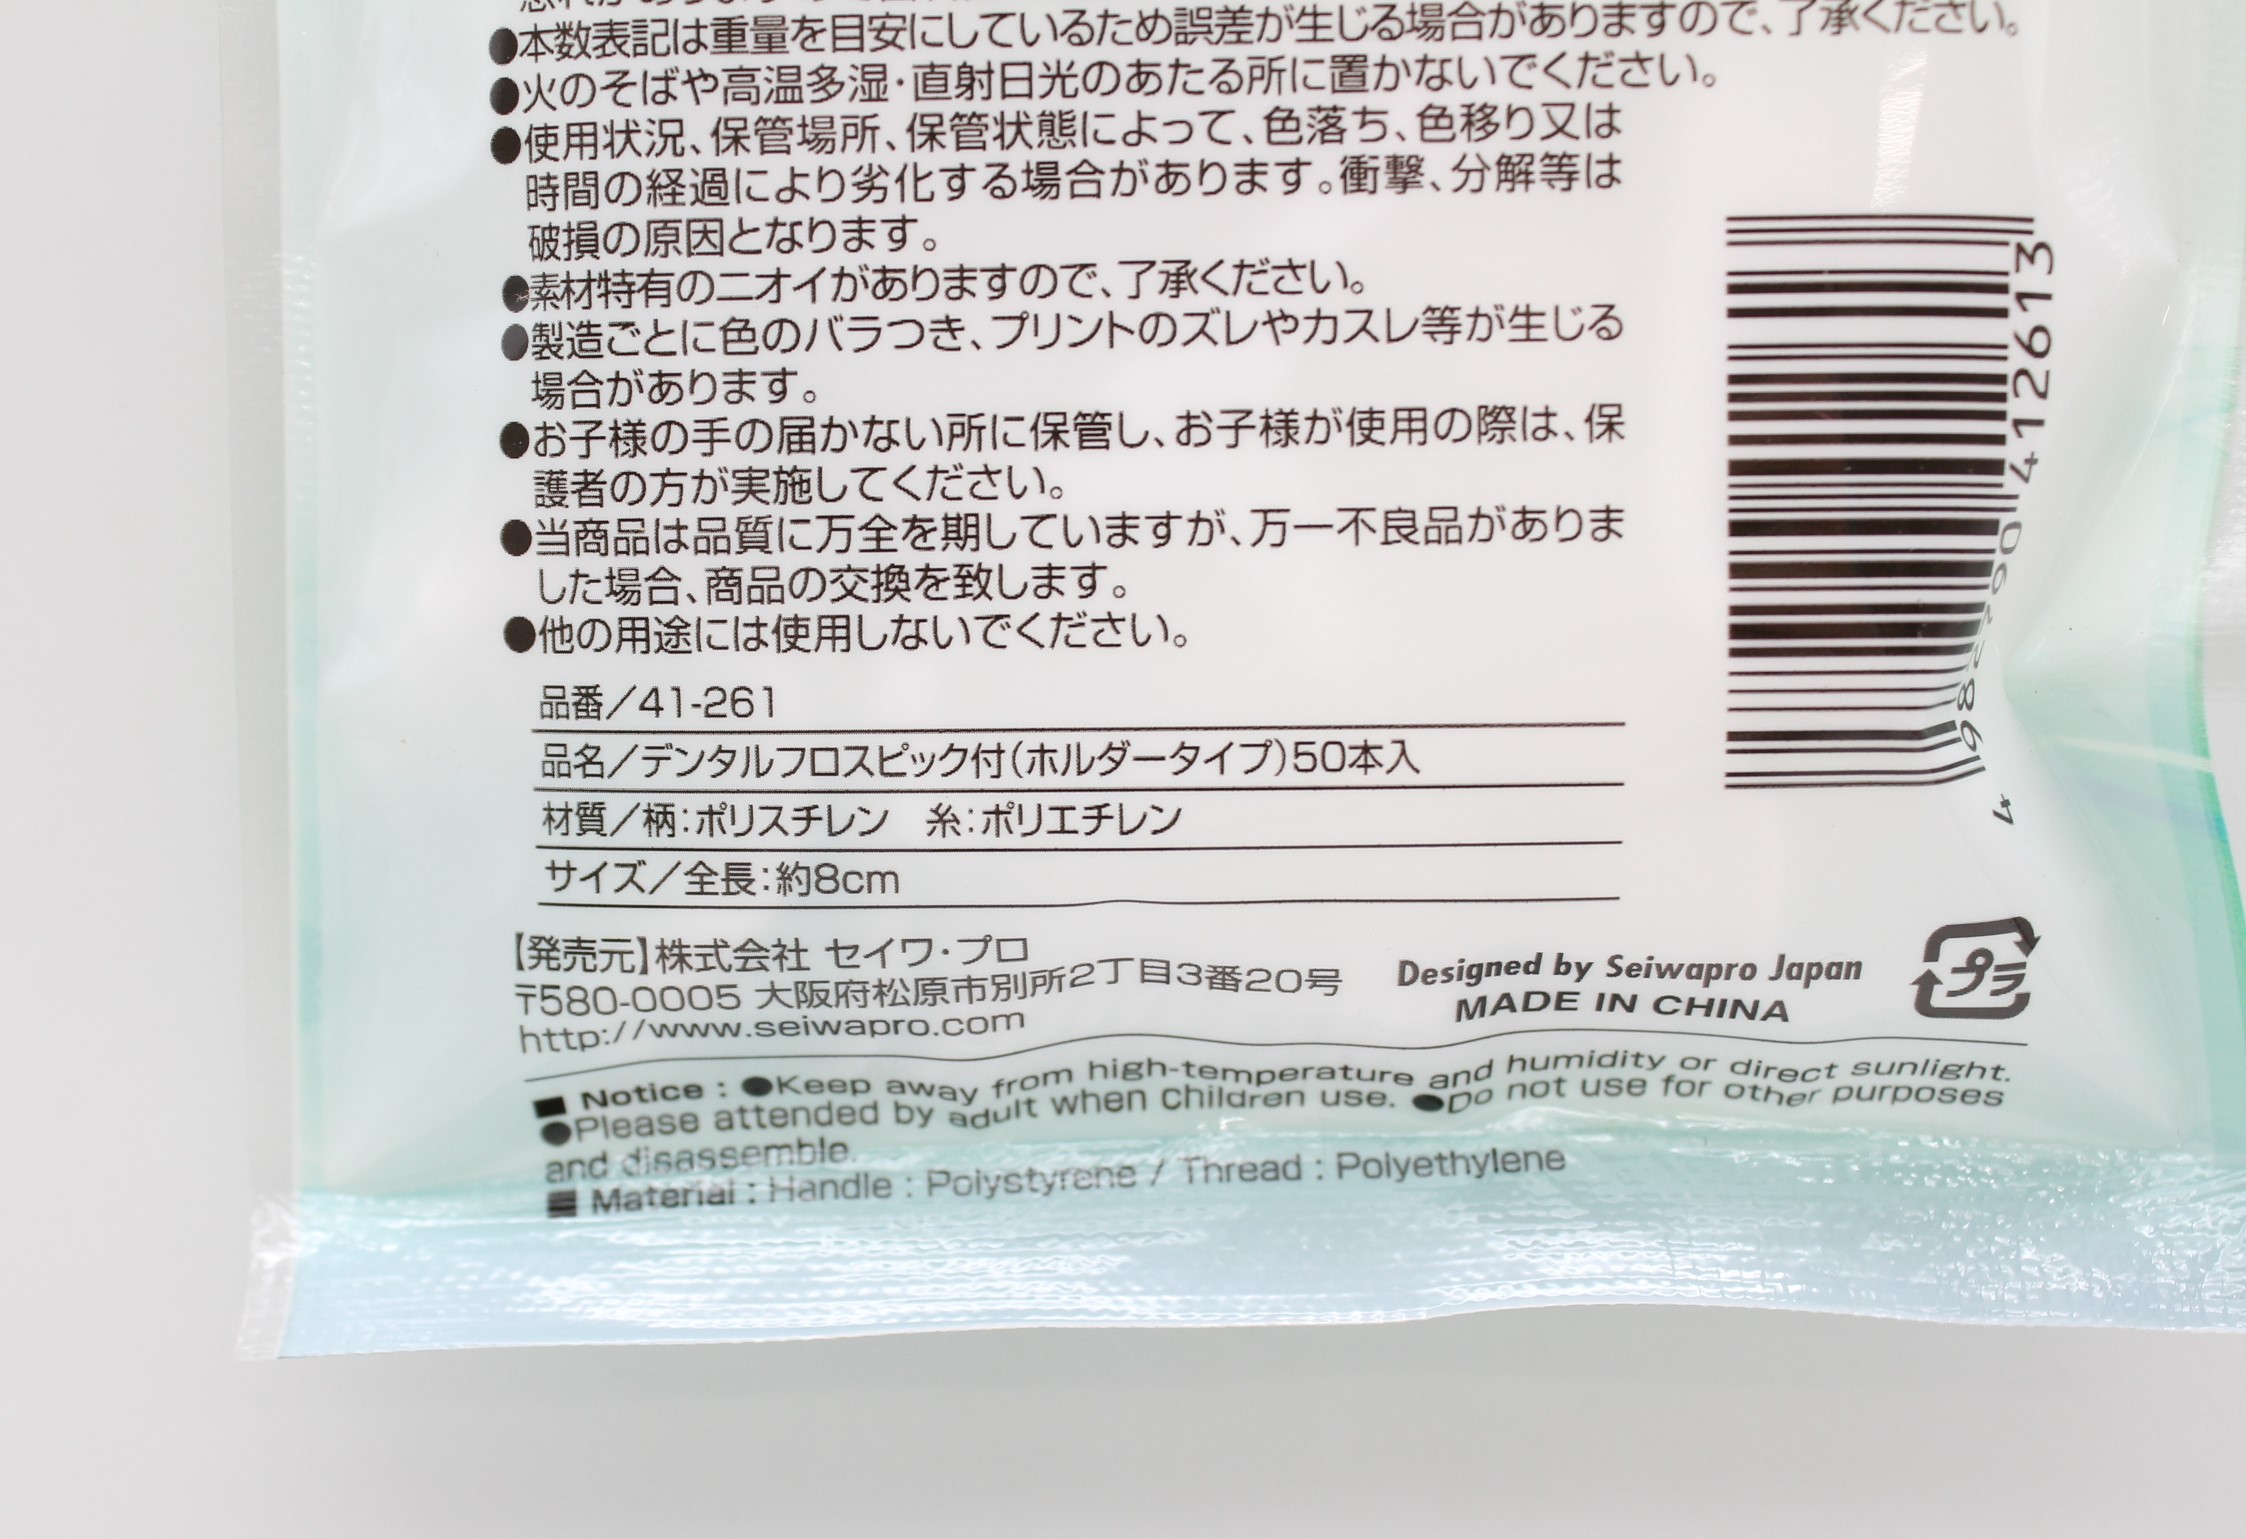 ●本数表記は重量を目安にしているため誤差が生じる場合がありますので、了承ください。
●火のそばや高温多湿・直射日光のあたる所に置かないでください。
●使用状況、保管場所、保管状態によって、色落ち、色移り又は
時間の経過により劣化する場合があります。衝撃、分解等は
破損の原因となります。
●素材特有のニオイがありますので、了承ください。
●製造ごとに色のバラつき、プリントのズレやカスレ等が生じる
場合があります。
●お子様の手の届かない所に保管し、お子様が使用の際は、保
護者の方が実施してください。
●当商品は品質に万全を期していますが、万一不良品がありま
した場合、商品の交換を致します。
●他の用途には使用しないでください。
品番/41-261
品名/デンタルフロスピック付(ホルダータイプ)50本入
材質/柄:ポリスチレン 糸:ポリエチレン
サイズ/全長:約8cm
【発売元】株式会社 セイワ・プロ
〒580-0005 大阪府松原市別所2丁目3番20号
http://www.seiwapro.com
Designed by Seiwapro Japan
MADE IN CHINA
プラ
■ Notice : ●Keep away from high-temperature and humidity or direct sunlight.
●Please attended by adult when children use. ●Do not use for other purposes
and disassemble.
■ Material : Handle : Polystyrene / Thread : Polyethylene
412613